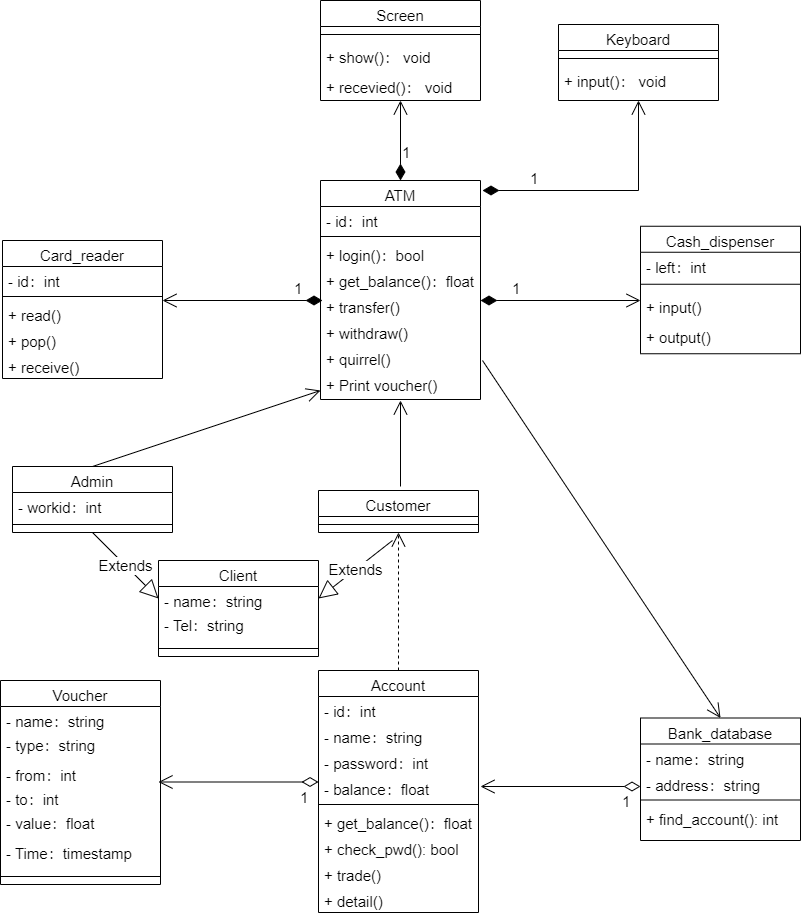 Screen
+ show(): void
+ recevied(): void
Keyboard
+ input(): void
1
1
ATM
- id: int
+ login(): bool
+ get_balance(): float
+ transfer()
+ withdraw()
+ quirrel()
+ Print voucher()
Card_reader
- id: int
+ read()
+ pop()
+ receive()
1
1
Cash_dispenser
- left: int
+ input()
+ output()
Admin
- workid: int
Customer
Extends
Extends
Client
- name: string
- Tel: string
Voucher
- name: string
- type: string
- from: int
- to: int
- value: float
- Time: timestamp
1
Account
- id: int
- name: string
- password: int
- balance: float
+ get_balance(): float
+ check_pwd(): bool
+ trade()
+ detail()
1
Bank_database
- name: string
- address: string
+ find_account(): int